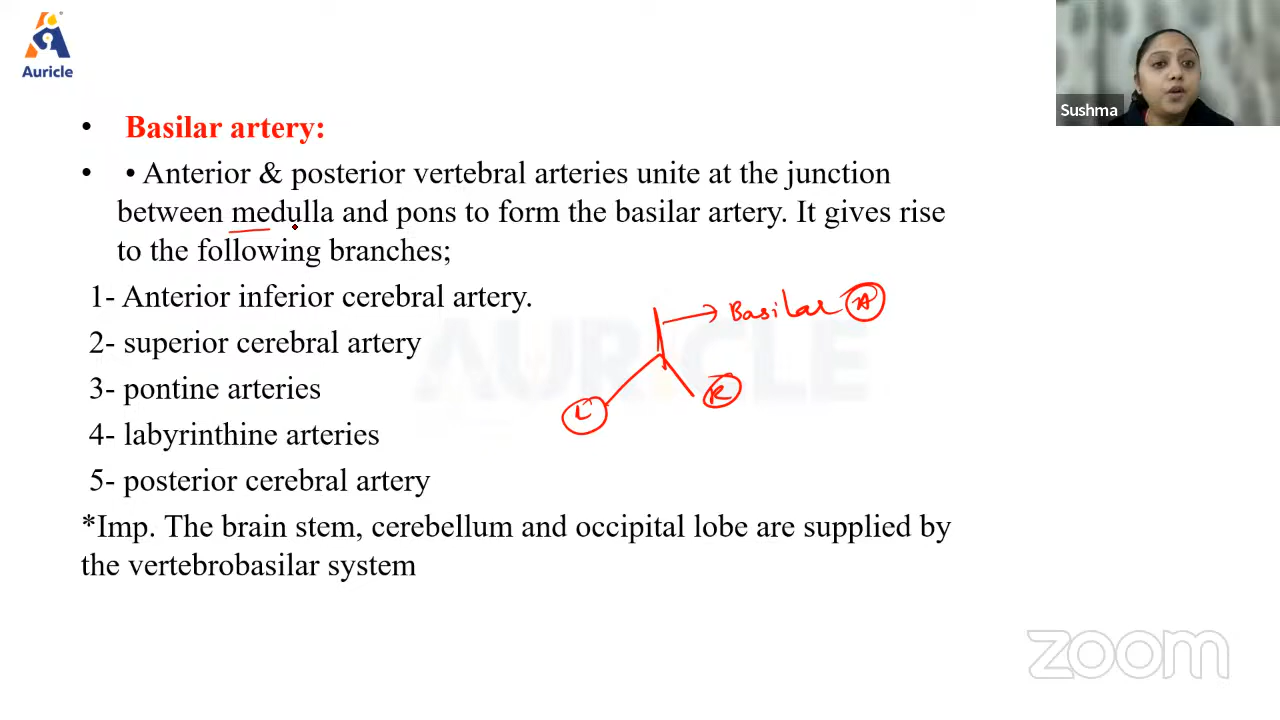 Auricle
Sushma
• Basilar artery:
• • Anterior & posterior vertebral arteries unite at the junction
between medulla and pons to form the basilar artery. It gives rise
to the following branches;
1- Anterior inferior cerebral artery.
2- superior cerebral artery
3- pontine arteries
4- labyrinthine arteries
5- posterior cerebral artery
*Imp. The brain stem, cerebellum and occipital lobe are supplied by
the vertebrobasilar system
Basilar A
L
R
AURICLE
zoom